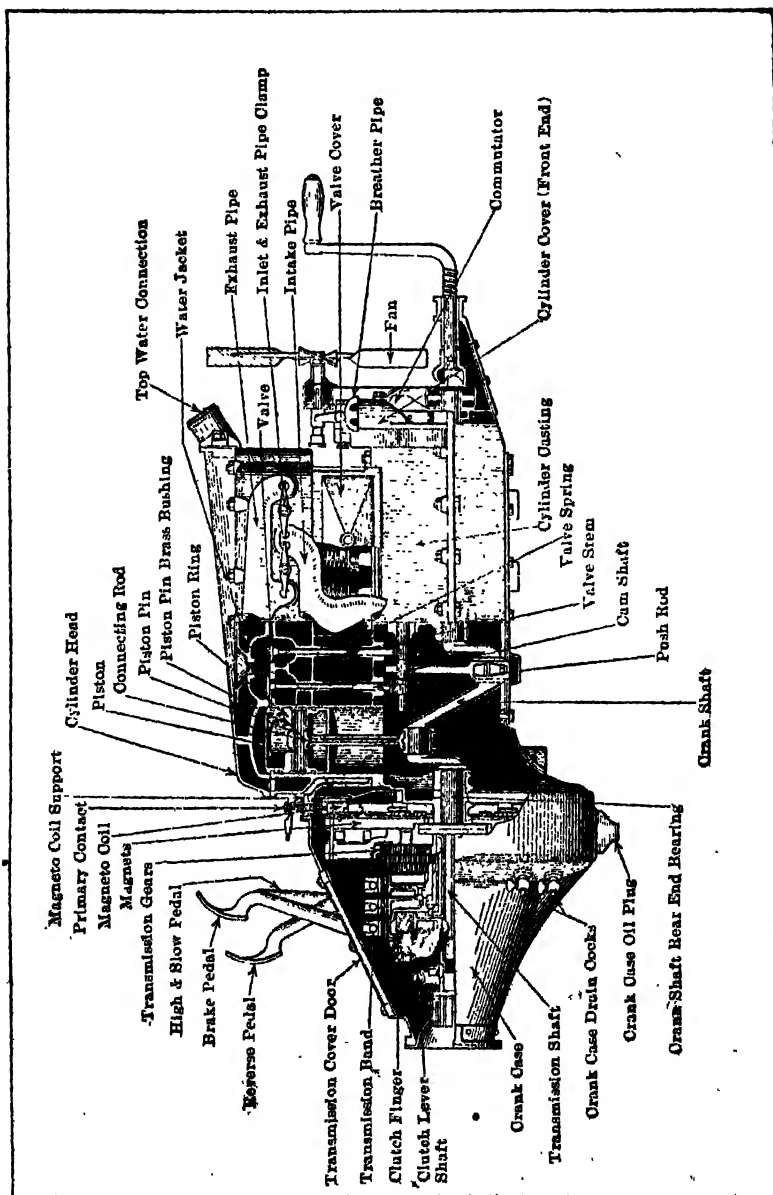 Top Water Connection
Water Jacket
Exhaust Pipe
Inlet & Exhaust Pipe Clamp
Intake Pipe
Valve Cover
Breather Pipe
Commutator
Cylinder Cover (Front End)
Valve
Fan
Cylinder Head
Piston
Connecting Rod
Piston Pin
Piston Pin Brass Bushing
Piston Ring
Cylinder Casting
Valve Spring
Valve Stem
Cam Shaft
Push Rod
Crank Shaft
Magneto Coil Support
Primary Contact
Magneto Coil
Magnets
Transmission Gears
High & Slow Pedal
Brake Pedal
Reverse Pedal
Transmission Cover Door
Transmission Band
Clutch Finger
Clutch Lever
Shaft
Crank Case
Transmission Shaft
Crank Case Drain Cocks
Crank Case Oil Plug
Crank Shaft Rear End Bearing